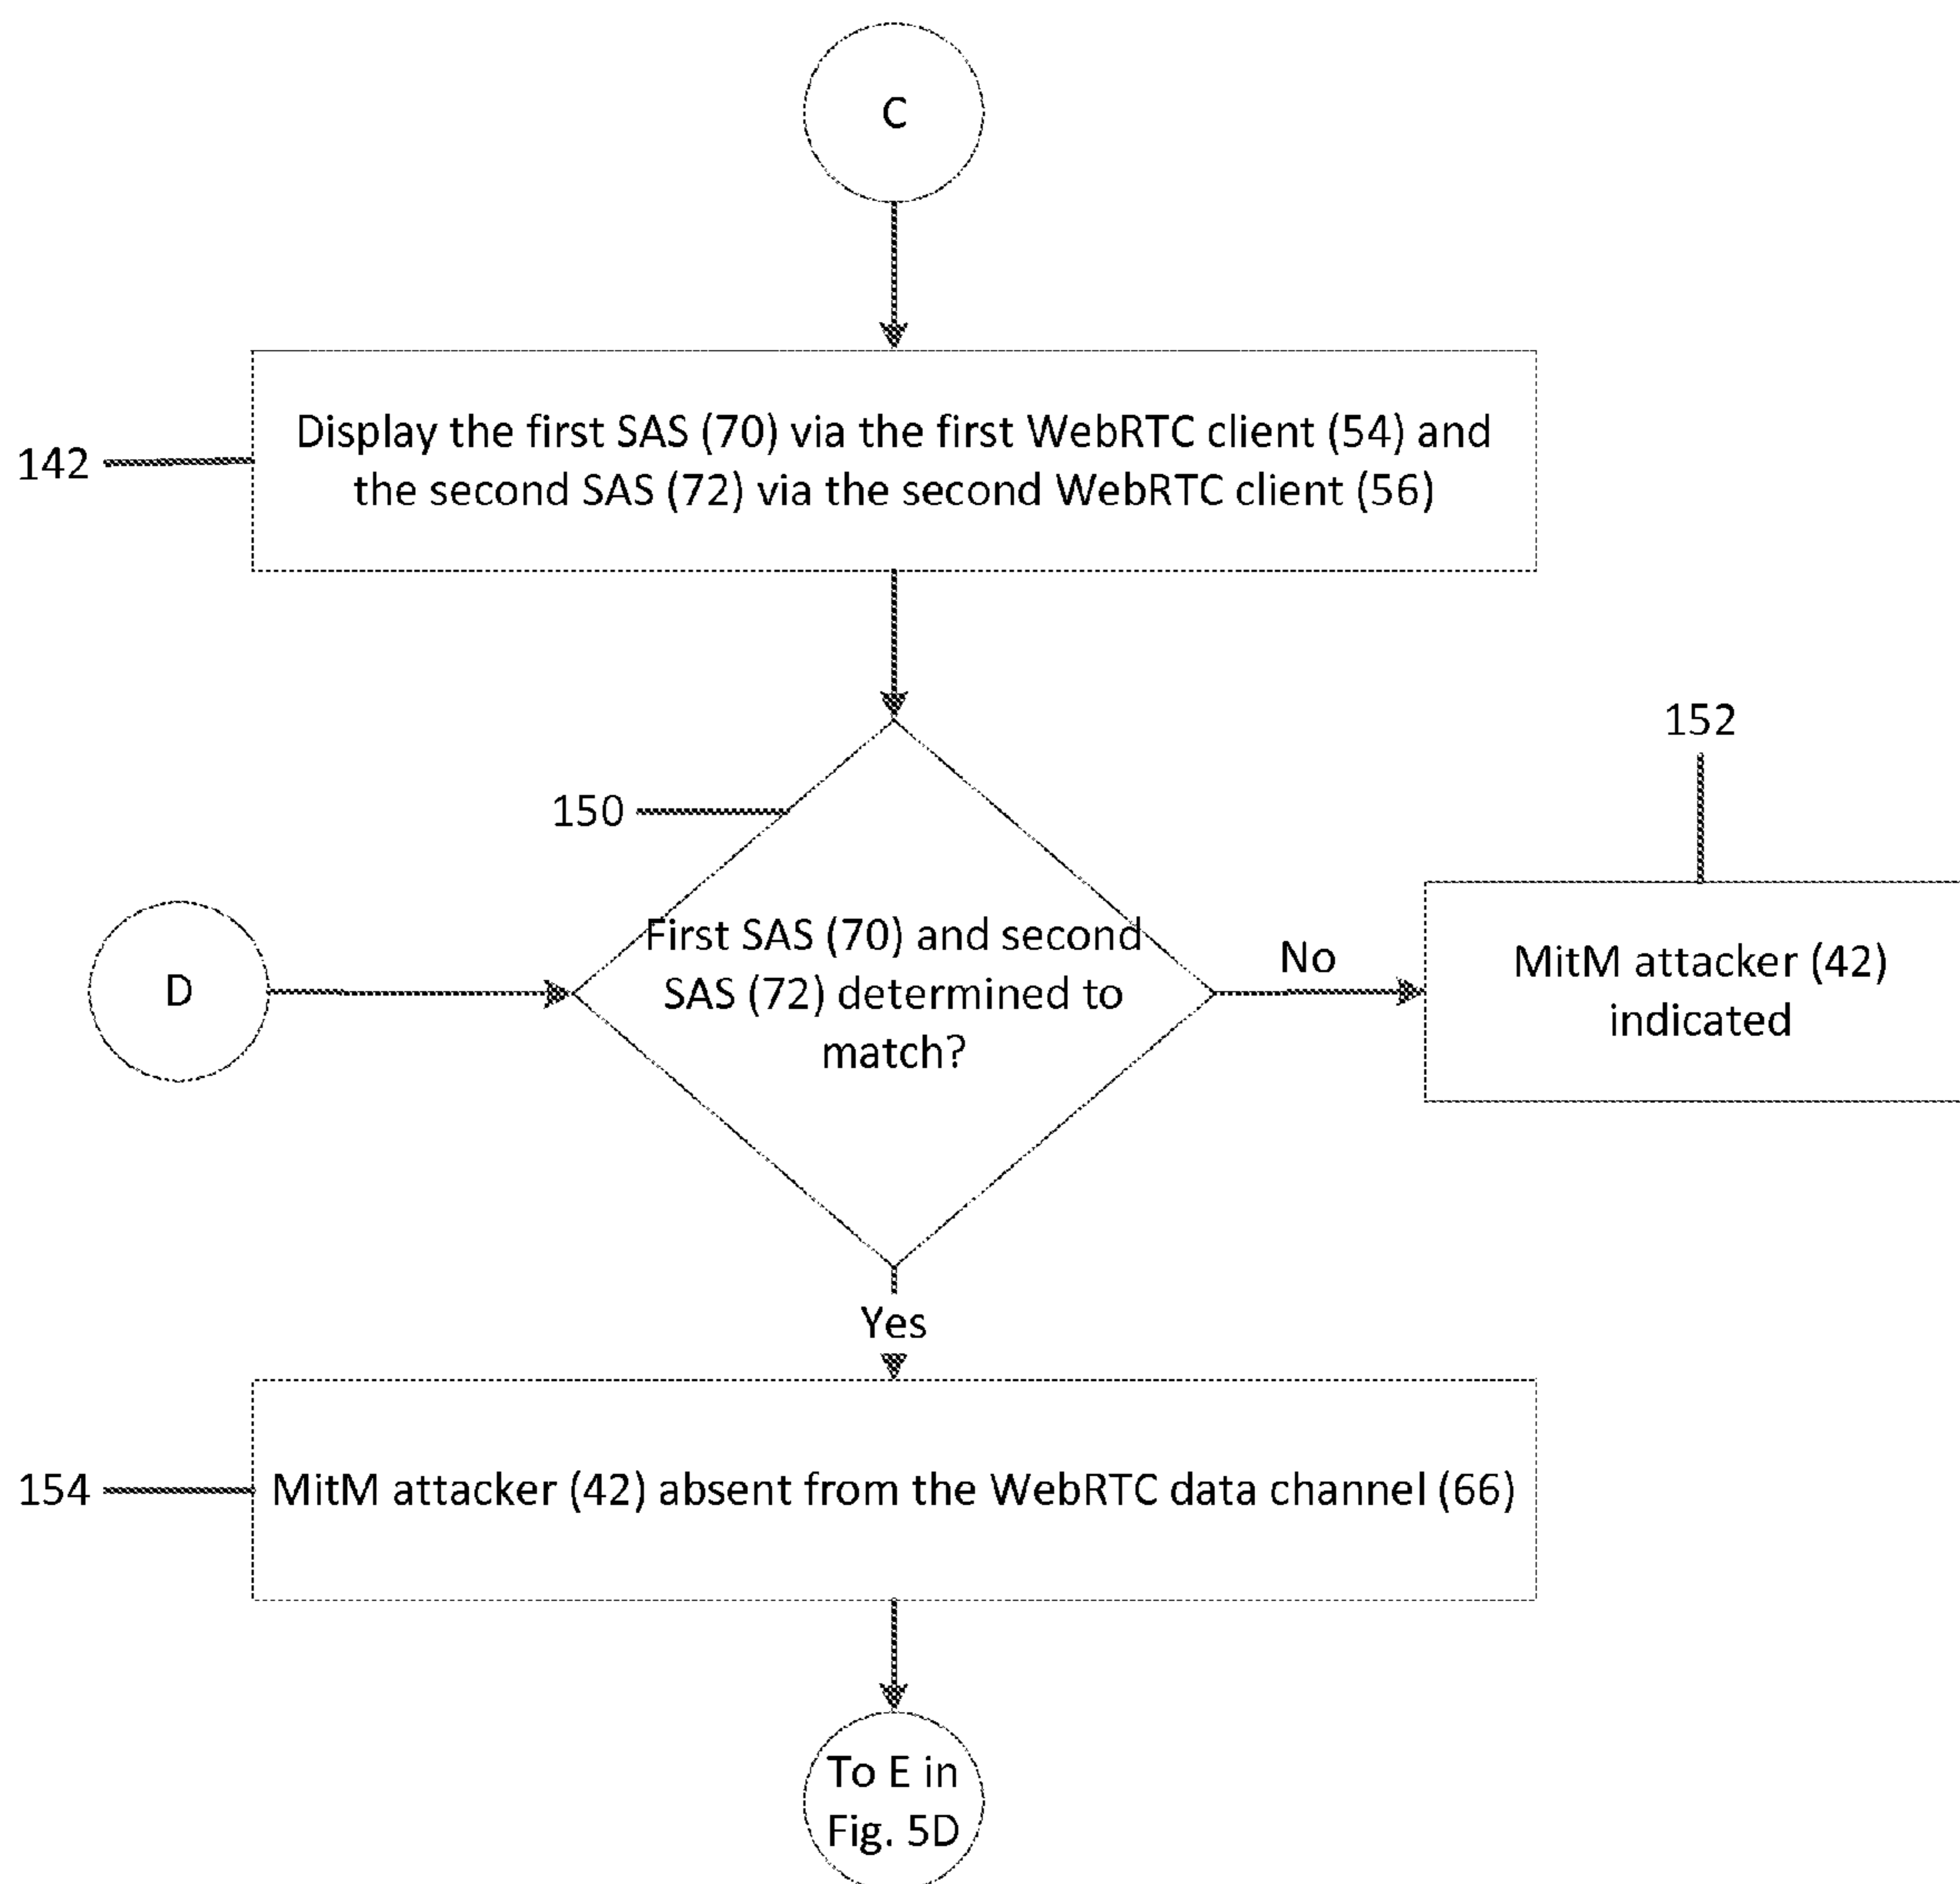 C
Display the first SAS (70) via the first WebRTC client (54) and
the second SAS (72) via the second WebRTC client (56)
142
152
150
First SAS (70) and second
SAS (72) determined to
match?
D
No
MitM attacker (42)
indicated
Yes
154
MitM attacker (42) absent from the WebRTC data channel (66)
To E in
Fig. 5D